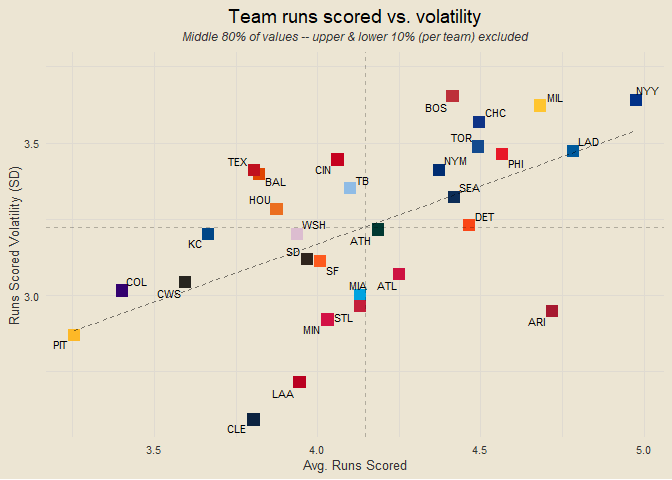 Team runs scored vs. volatility
Middle 80% of values -- upper & lower 10% (per team) excluded
NYY
MIL
BOS
CHC
TOR
LAD
3.5
PHI
TEX
CIN
NYM
BAL
TB
SEA
HOU
DET
WSH
KC
ATH
SD
SF
COL
CWS
MIA
ATL
3.0
STL
ARI
MIN
PIT
LAA
CLE
Runs Scored Volatility (SD)
3.5
4.0
4.5
5.0
Avg. Runs Scored